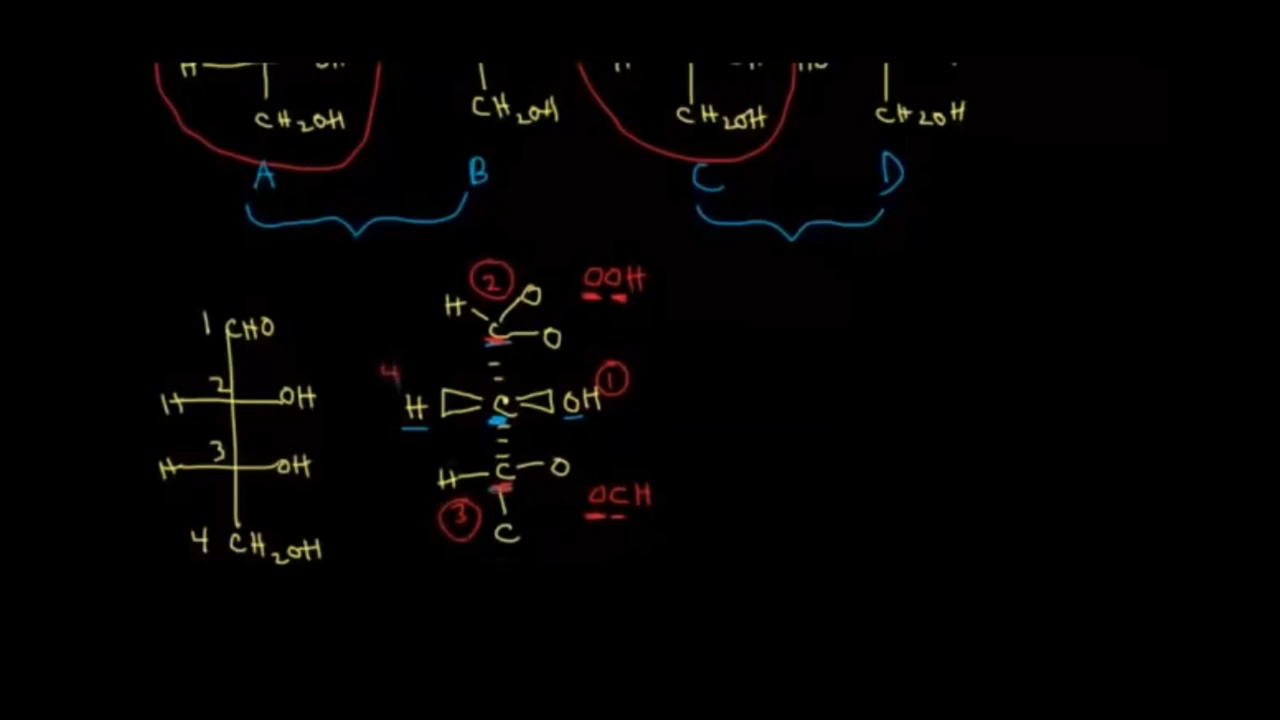 H
CH2OH CH2OH CH2OH CH2OH
A B C D
2 H O OOH
1 CHO C O
4 1
2 H OH H C OH
3 H OH H C O
OCH
3 C
4 CH2OH